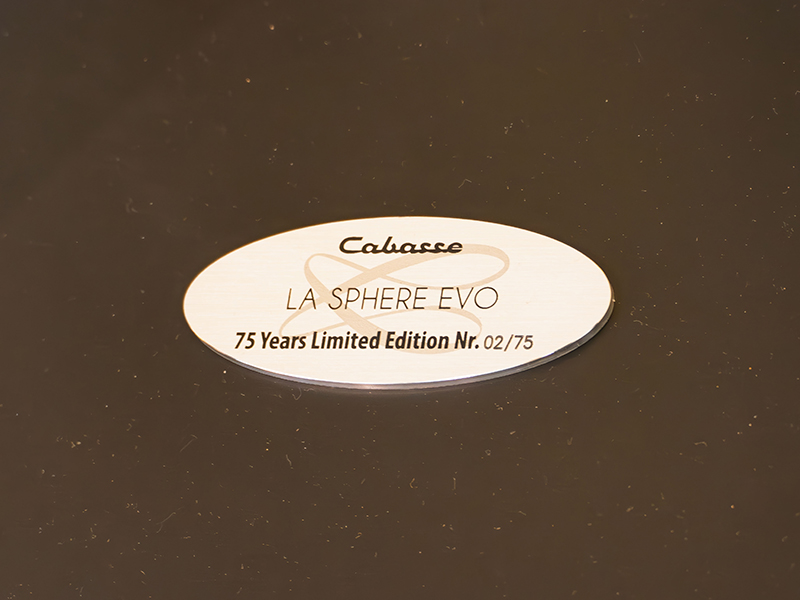 Cabasse
LA SPHERE EVO
75 Years Limited Edition Nr. 02/75